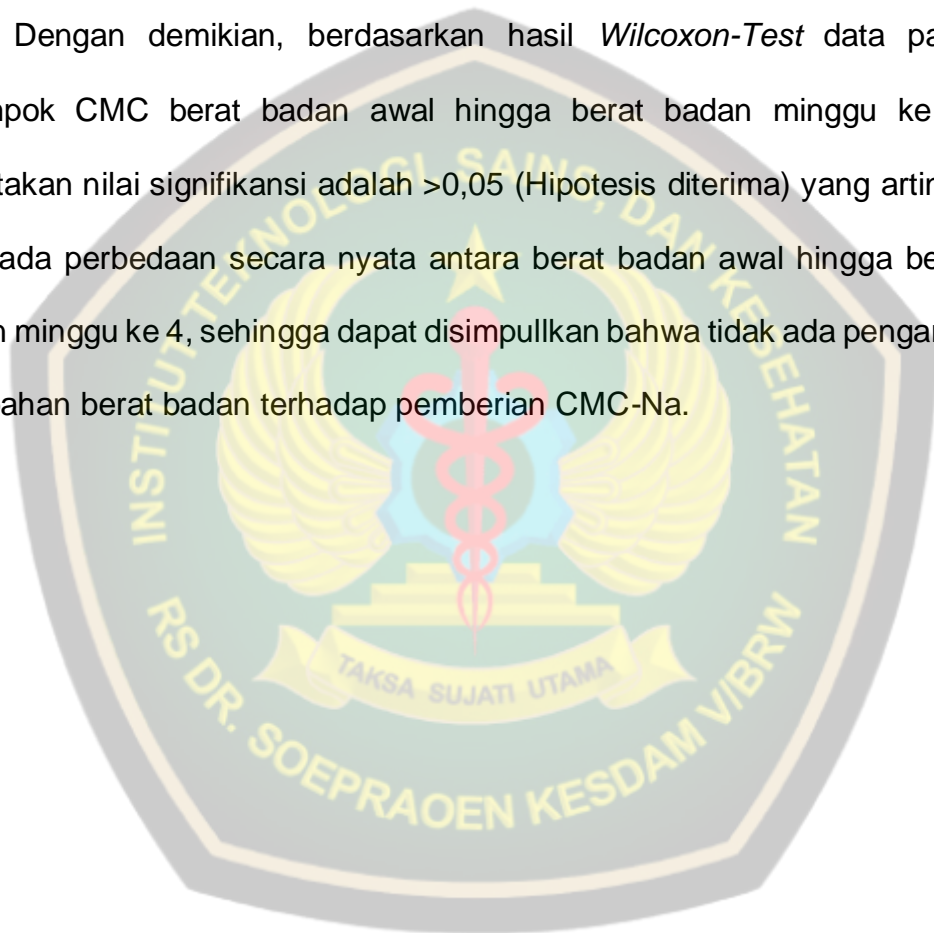 Dengan demikian, berdasarkan hasil Wilcoxon-Test data pa
mpok CMC berat badan awal hingga berat badan minggu ke
takan nilai signifikansi adalah >0,05 (Hipotesis diterima) yang artin
ada perbedaan secara nyata antara berat badan awal hingga be
n minggu ke 4, sehingga dapat disimpullkan bahwa tidak ada pengar
ahan berat badan terhadap pemberian CMC-Na.
INSTITUT TEKNOLOGI, SAINS, DAN KESEHATAN
TAKSA SUJATI UTAMA
RS DR. SOEPRAOEN KESDAM V/BRW